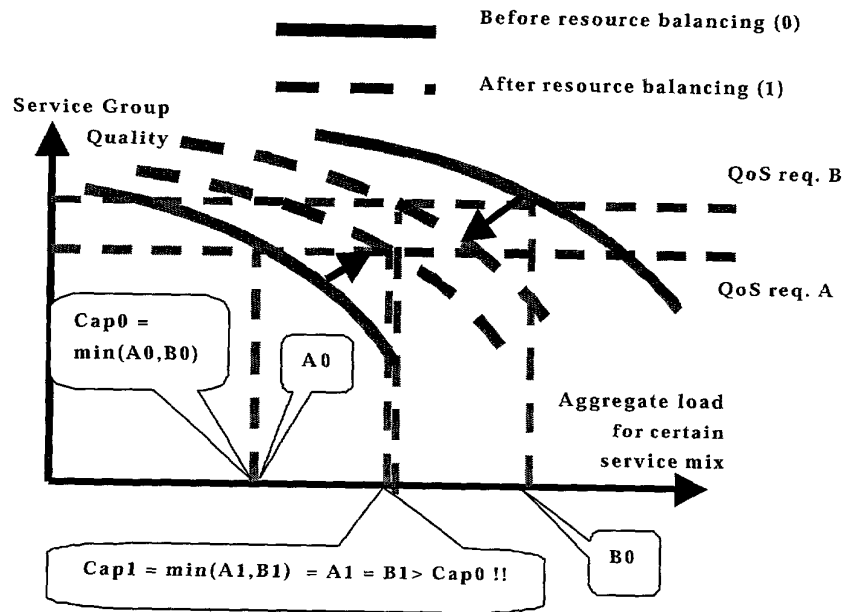 Before resource balancing (0)
After resource balancing (1)
Service Group
Quality
QoS req. B
QoS req. A
Cap0 =
min(A0,B0)
A0
Aggregate load
for certain
service mix
B0
Cap1 = min(A1,B1) = A1 = B1> Cap0 !!